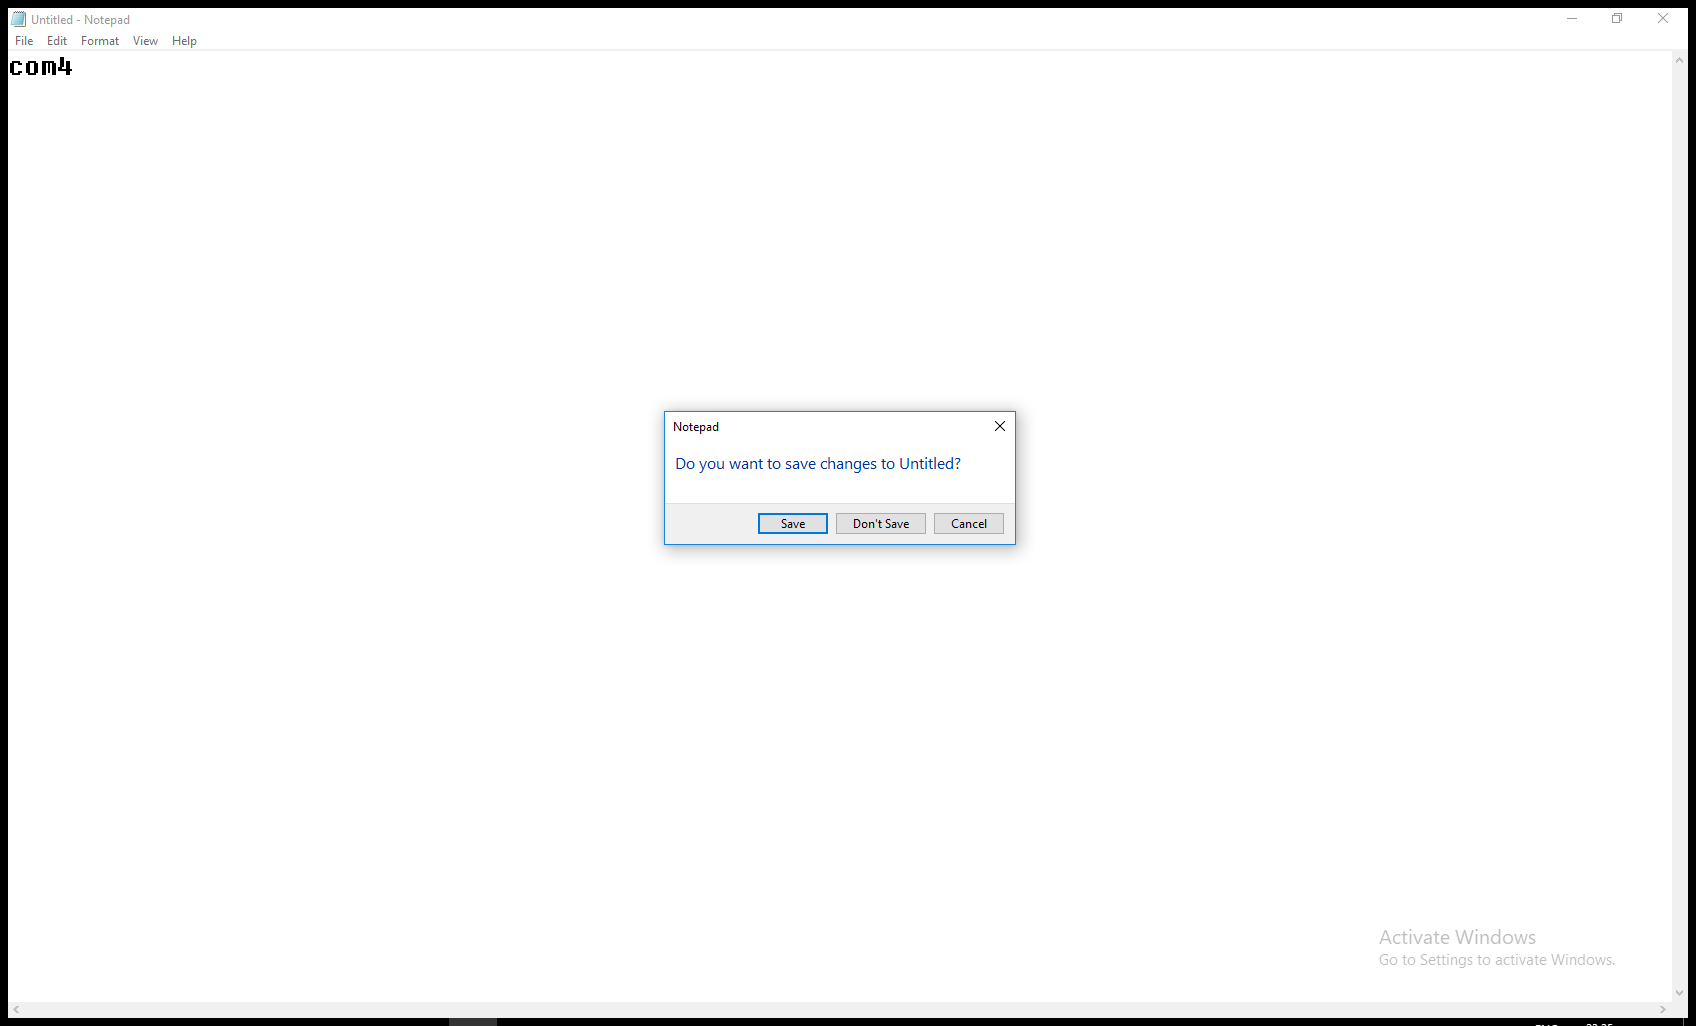 Untitled - Notepad
File Edit Format View Help
com4
Notepad
Do you want to save changes to Untitled?
Save Don't Save Cancel
Activate Windows
Go to Settings to activate Windows.